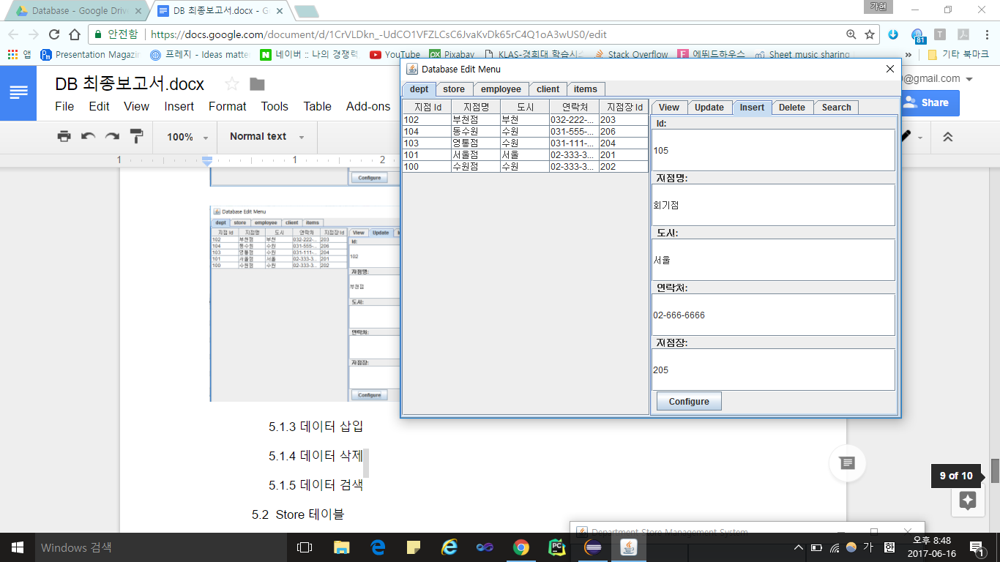 Database - Google Drive
DB 최종보고서.docx - G
가현
안전함
https://docs.google.com/document/d/1CrVLDkn_-UdCO1VFZLCsC6JvaKvDk65rC4Q1oA3wUS0/edit
81
앱 Presentation Magazin 프레지 - Ideas matter 네이버 :: 나의 경쟁력 YouTube Pixabay KLAS-경희대 학습시스 Stack Overflow 에뛰드하우스 Sheet music sharing » 기타 북마크
DB 최종보고서.docx
@gmail.com
File Edit View Insert Format Tools Table Add-ons
Share
100% Normal text
1 1 2
Configure
Database Edit Menu
dept store employee client items
지점 Id 지점명 도시 연락처 지점장 Id
102 부천점 부천 032-222-... 203
104 동수원 수원 031-555-... 206
103 영통점 수원 031-111-... 204
101 서울점 서울 02-333-3... 201
100 수원점 수원 02-333-3... 202
View Update
Id:
102
지점명:
부천점
도시:
연락처:
지점장:
Configure
Database Edit Menu
dept store employee client items
지점 Id 지점명 도시 연락처 지점장 Id
102 부천점 부천 032-222-... 203
104 동수원 수원 031-555-... 206
103 영통점 수원 031-111-... 204
101 서울점 서울 02-333-3... 201
100 수원점 수원 02-333-3... 202
View Update Insert Delete Search
Id:
105
지점명:
회기점
도시:
서울
연락처:
02-666-6666
지점장:
205
Configure
5.1.3 데이터 삽입
5.1.4 데이터 삭제
5.1.5 데이터 검색
5.2 Store 테이블
9 of 10
Department Store Management System
Windows 검색
가 한
오후 8:48
2017-06-16
1